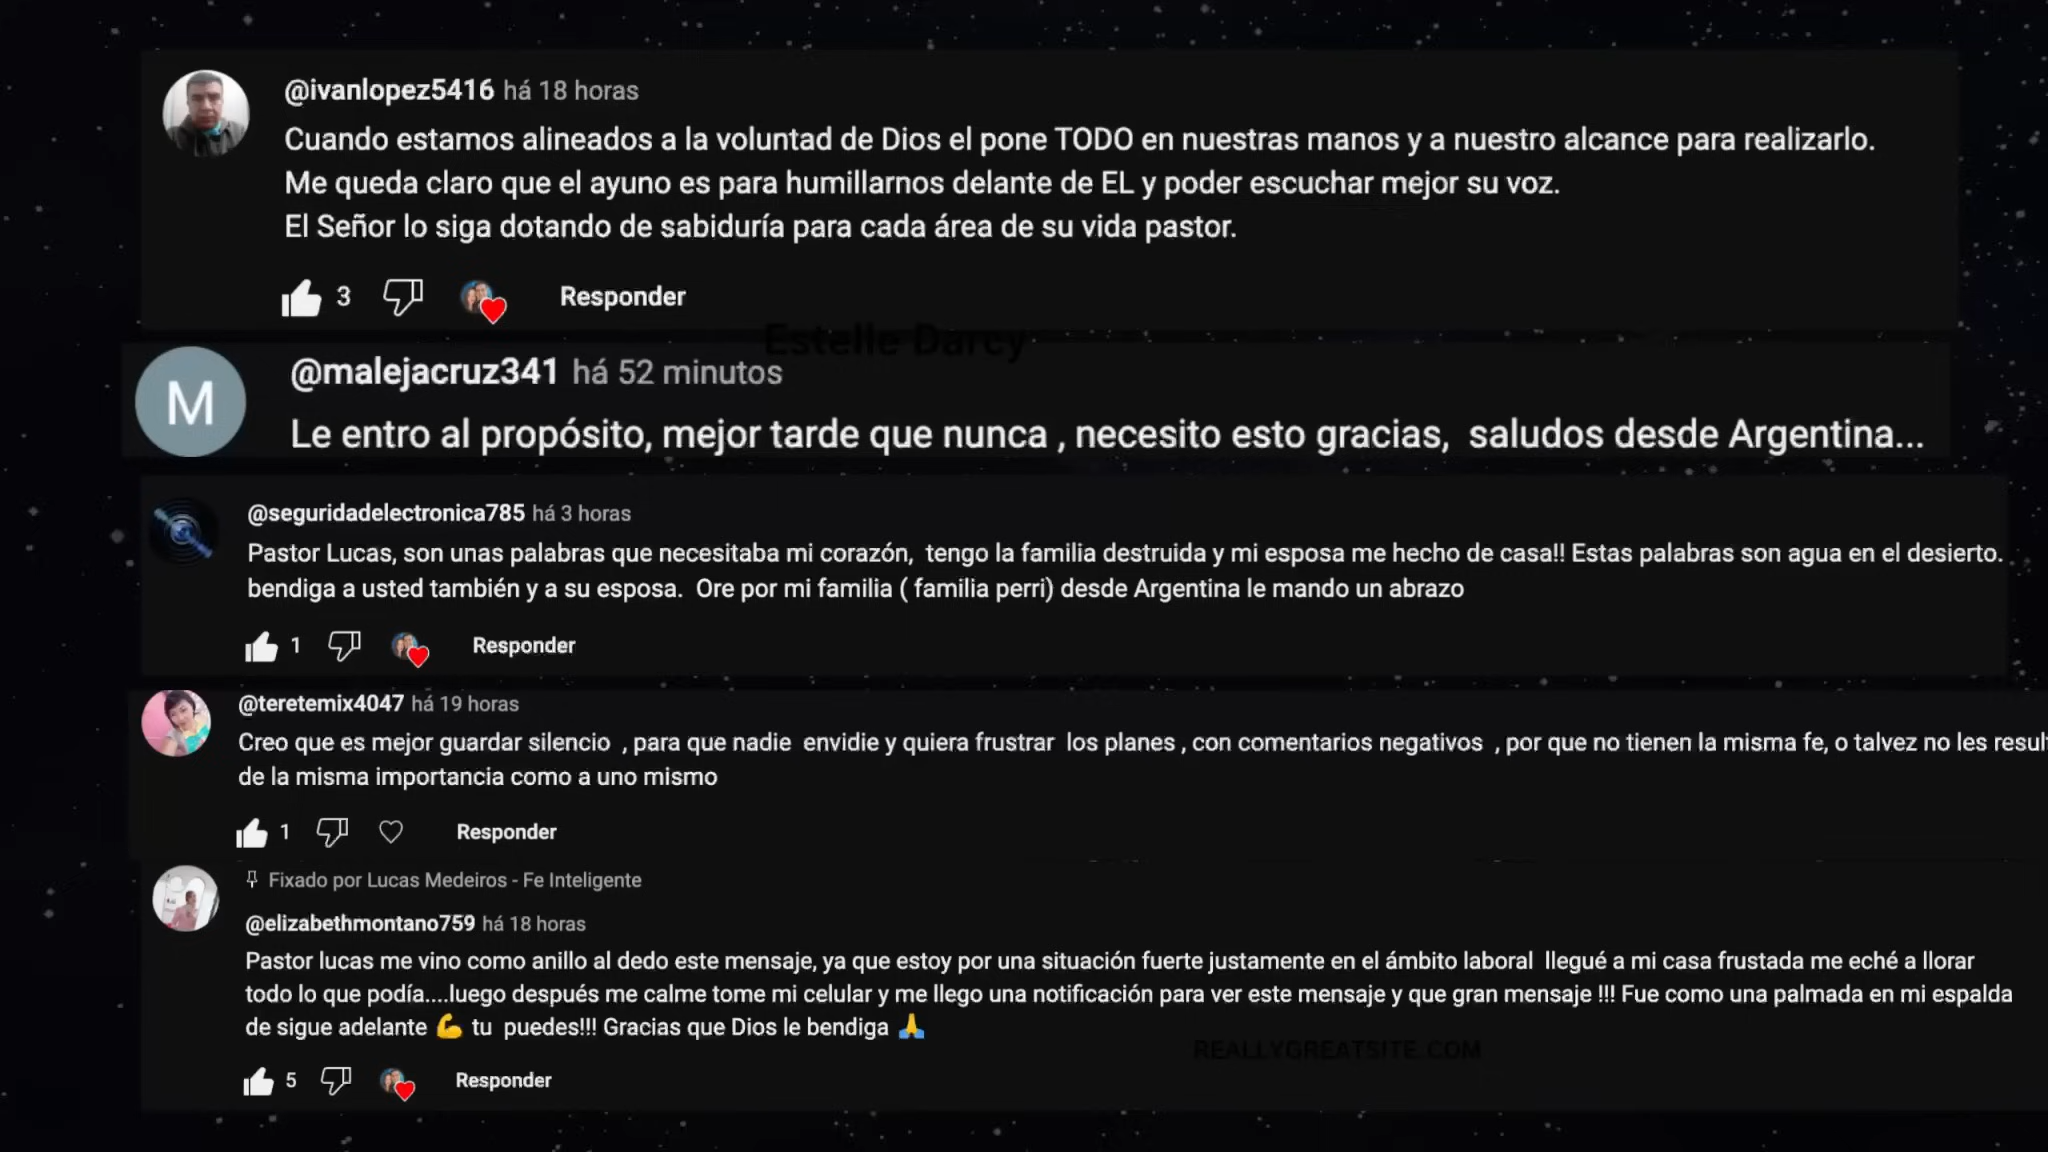 @ivanlopez5416 há 18 horas
Cuando estamos alineados a la voluntad de Dios el pone TODO en nuestras manos y a nuestro alcance para realizarlo.
Me queda claro que el ayuno es para humillarnos delante de EL y poder escuchar mejor su voz.
El Señor lo siga dotando de sabiduría para cada área de su vida pastor.
3 Responder
Estelle Darcy
M
@malejacruz341 há 52 minutos
Le entro al propósito, mejor tarde que nunca , necesito esto gracias,  saludos desde Argentina...
@seguridadelectronica785 há 3 horas
Pastor Lucas, son unas palabras que necesitaba mi corazón,  tengo la familia destruida y mi esposa me hecho de casa!! Estas palabras son agua en el desierto.
bendiga a usted también y a su esposa.  Ore por mi familia ( familia perri) desde Argentina le mando un abrazo
1 Responder
@teretemix4047 há 19 horas
Creo que es mejor guardar silencio  , para que nadie  envidie y quiera frustrar  los planes , con comentarios negativos  , por que no tienen la misma fe, o talvez no les result
de la misma importancia como a uno mismo
1 Responder
Fixado por Lucas Medeiros - Fe Inteligente
@elizabethmontano759 há 18 horas
Pastor lucas me vino como anillo al dedo este mensaje, ya que estoy por una situación fuerte justamente en el ámbito laboral  llegué a mi casa frustada me eché a llorar
todo lo que podía....luego después me calme tome mi celular y me llego una notificación para ver este mensaje y que gran mensaje !!! Fue como una palmada en mi espalda
de sigue adelante 💪 tu  puedes!!! Gracias que Dios le bendiga 🙏
REALLYGREATSITE.COM
5 Responder